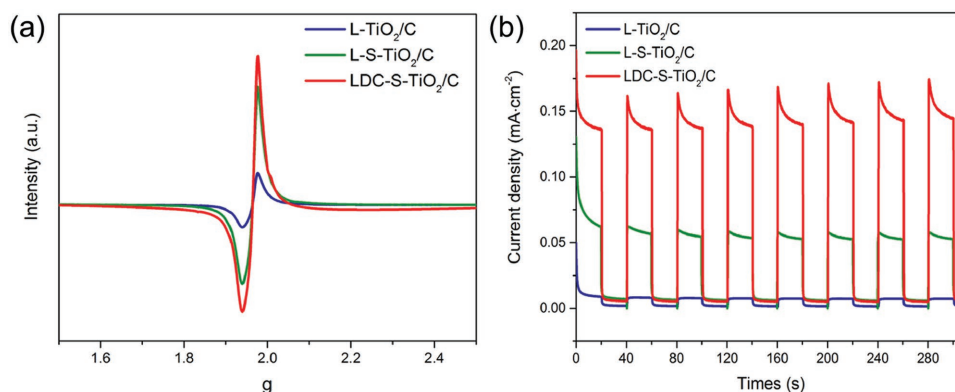 (a)
L-TiO₂/C
L-S-TiO₂/C
LDC-S-TiO₂/C
Intensity (a.u.)
1.6 1.8 2.0 2.2 2.4
g
(b)
L-TiO₂/C
L-S-TiO₂/C
LDC-S-TiO₂/C
Current density (mA·cm⁻²)
0.20
0.15
0.10
0.05
0.00
0 40 80 120 160 200 240 280
Times (s)